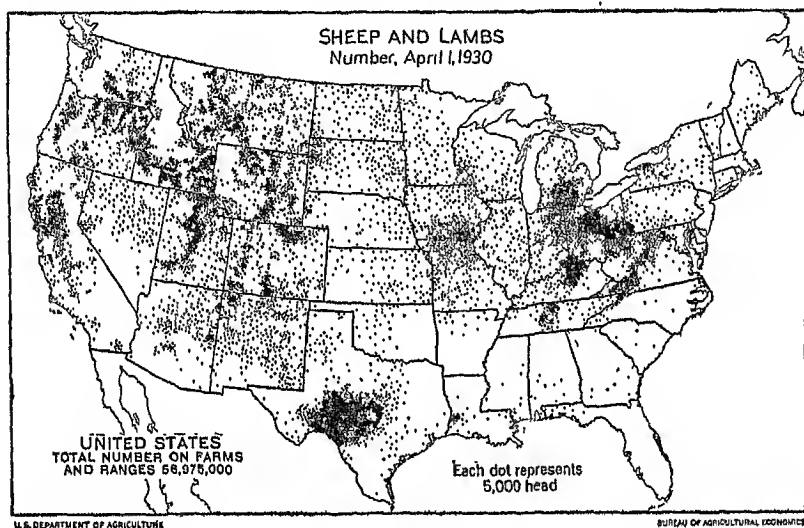 SHEEP AND LAMBS
Number, April 1, 1930
UNITED STATES
TOTAL NUMBER ON FARMS
AND RANGES 56,975,000
Each dot represents
5,000 head
U.S. DEPARTMENT OF AGRICULTURE
BUREAU OF AGRICULTURAL ECONOMICS